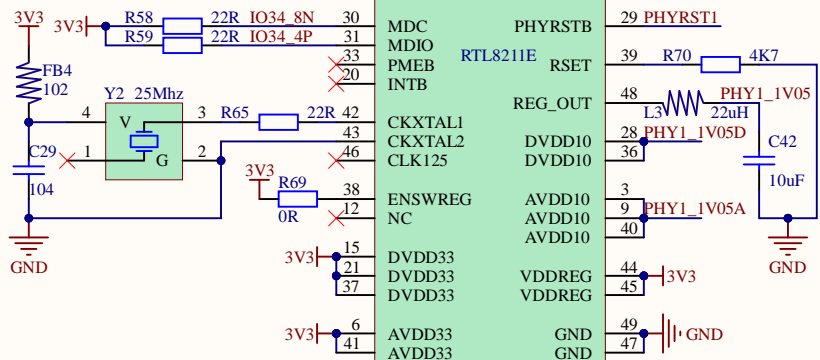 3V3 3V3 R58 22R IO34_8N 30 MDC PHYRSTB 29 PHYRST1
R59 22R IO34_4P 31 MDIO
33 PMEB RTL8211E RSET 39 R70 4K7
FB4 20 INTB
102 Y2 25Mhz REG_OUT 48 L3 22uH PHY1_1V05
4 V 3 R65 22R 42 CKXTAL1
43 CKXTAL2 DVDD10 28 PHY1_1V05D
C29 1 G 2 46 CLK125 DVDD10 36 C42
104 3V3 R69 10uF
0R 38 ENSWREG AVDD10 3
12 NC AVDD10 9 PHY1_1V05A
AVDD10 40
GND 3V3 15 DVDD33 GND
21 DVDD33 VDDREG 44 3V3
37 DVDD33 VDDREG 45
3V3 6 AVDD33 GND 49 GND
41 AVDD33 GND 47